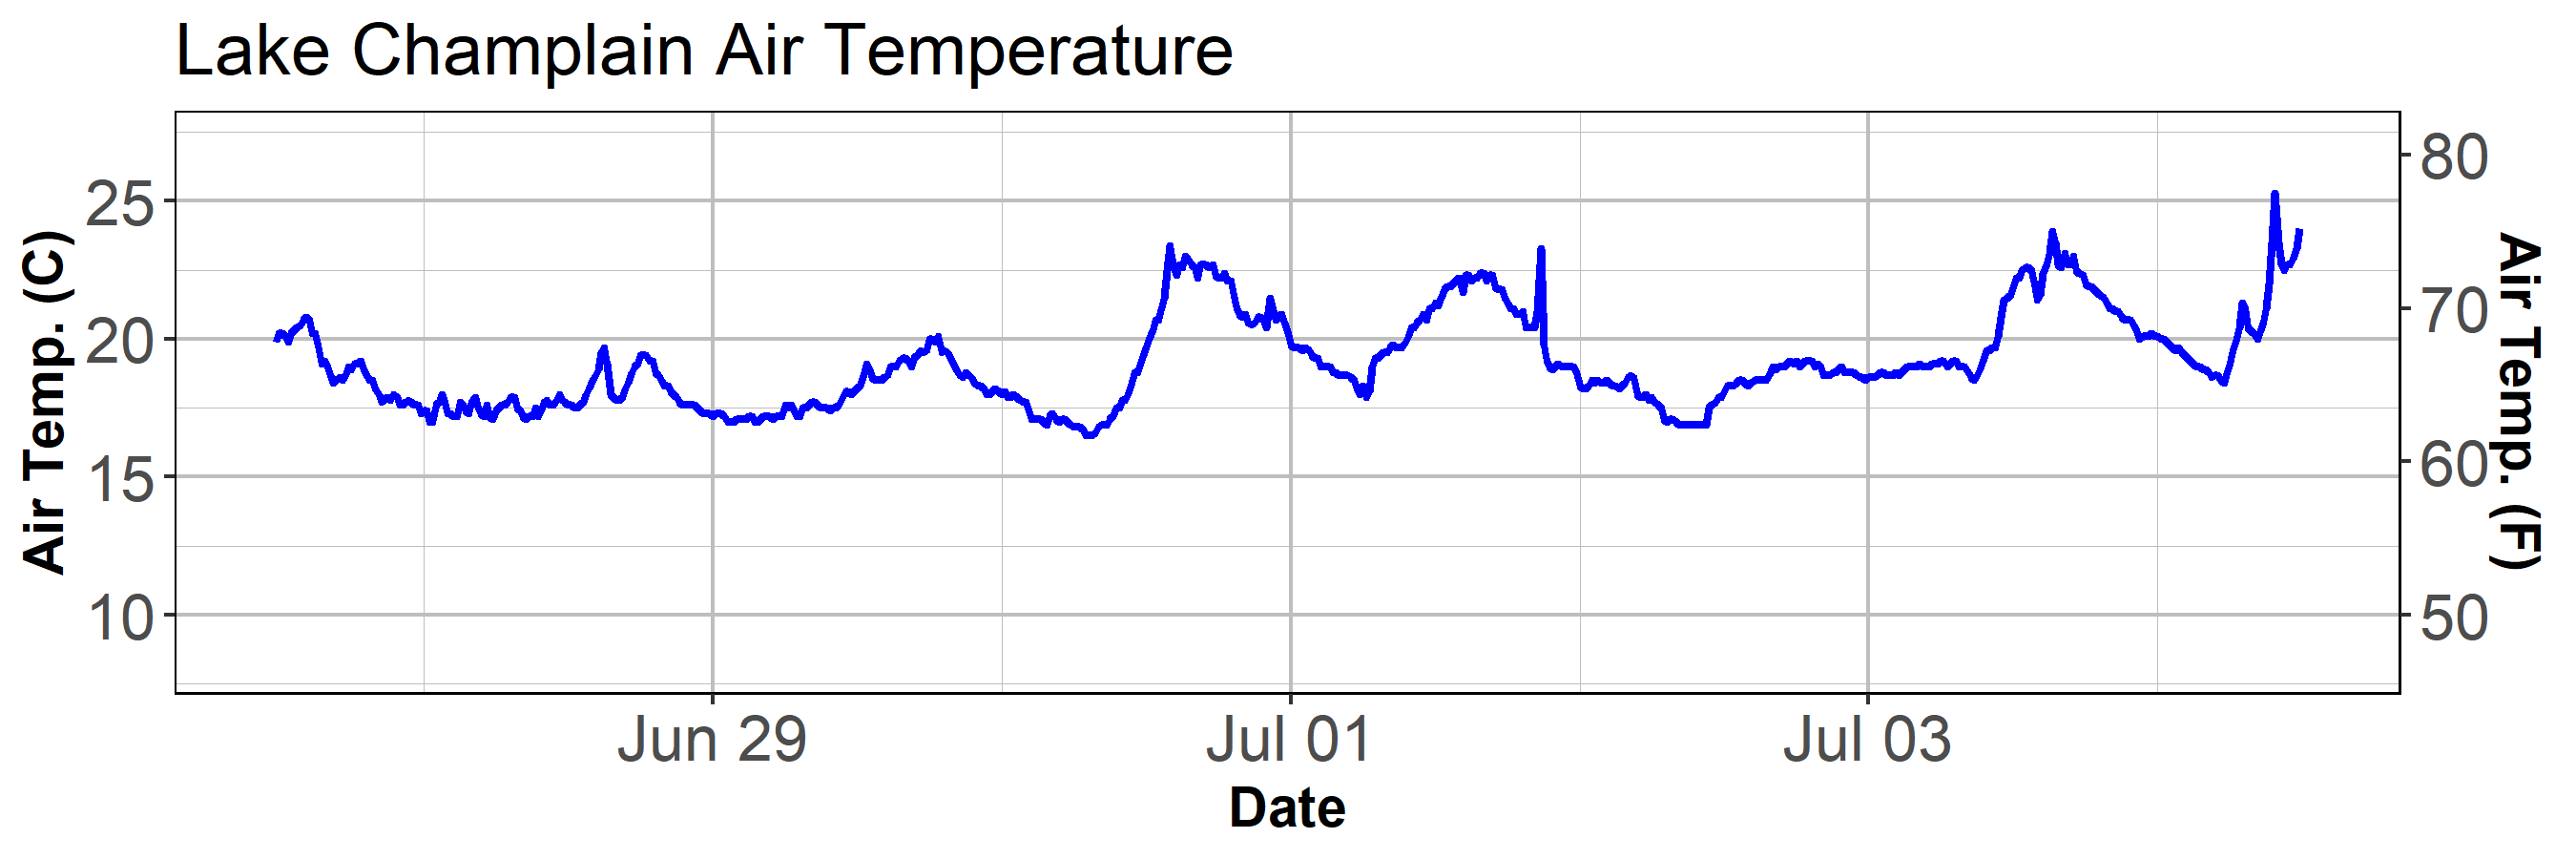 Lake Champlain Air Temperature
Air Temp. (C)
25
20
15
10
80
70
60
50
Air Temp. (F)
Jun 29
Jul 01
Jul 03
Date